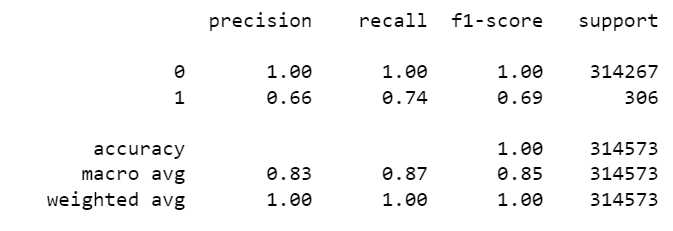 precision recall f1-score support
0 1.00 1.00 1.00 314267
1 0.66 0.74 0.69 306
accuracy 1.00 314573
macro avg 0.83 0.87 0.85 314573
weighted avg 1.00 1.00 1.00 314573